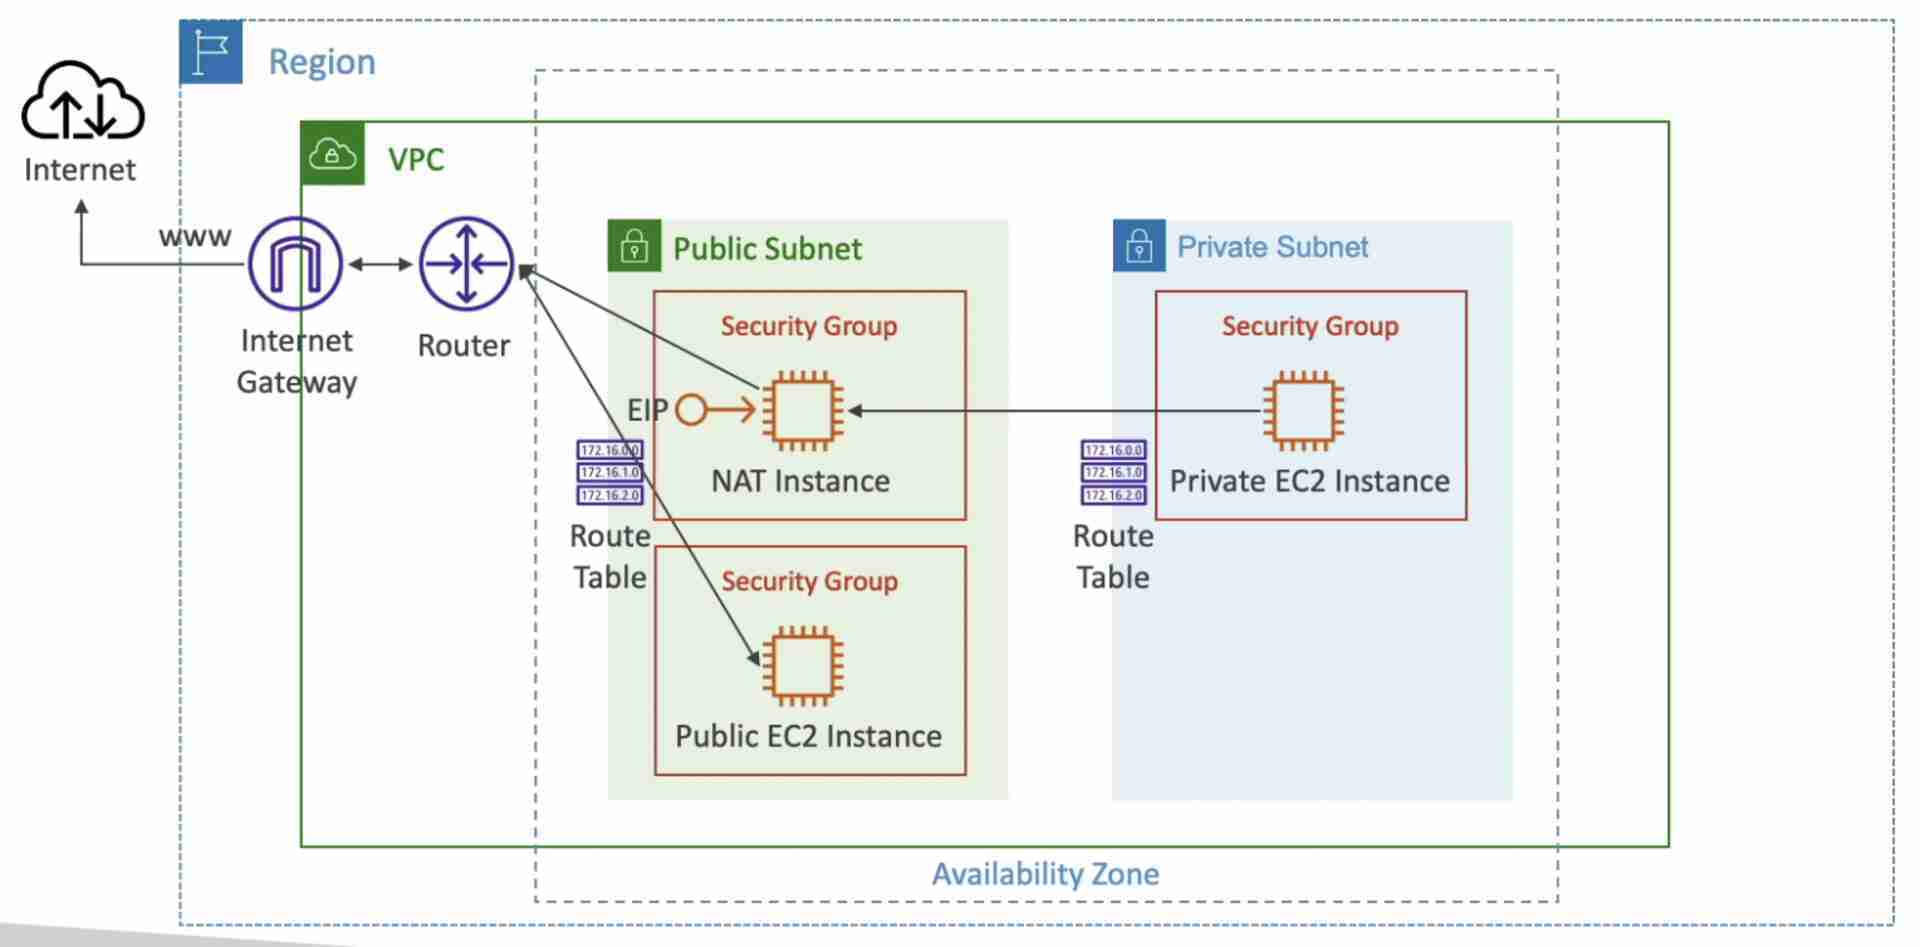 Region
Internet
VPC
www
Internet
Gateway
Router
Public Subnet
Security Group
EIP
NAT Instance
172.16.0.0
172.16.1.0
172.16.2.0
Route
Table
Security Group
Public EC2 Instance
Private Subnet
Security Group
Private EC2 Instance
172.16.0.0
172.16.1.0
172.16.2.0
Route
Table
Availability Zone